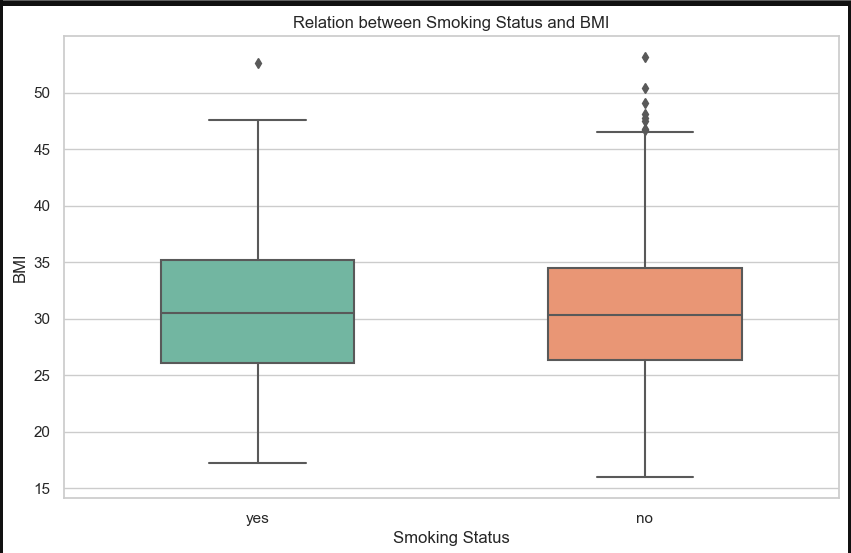 Relation between Smoking Status and BMI
50
45
40
35
30
25
20
15
BMI
yes no
Smoking Status